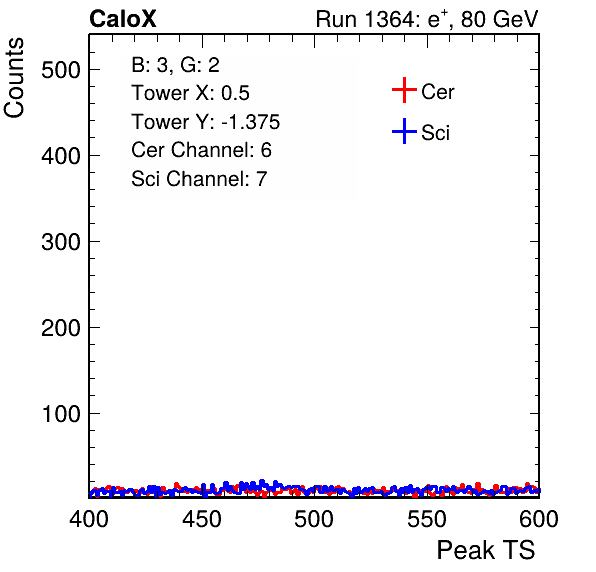 CaloX
Run 1364: e+, 80 GeV
B: 3, G: 2
Tower X: 0.5
Tower Y: -1.375
Cer Channel: 6
Sci Channel: 7
Cer
Sci
Counts
500
400
300
200
100
400 450 500 550 600
Peak TS